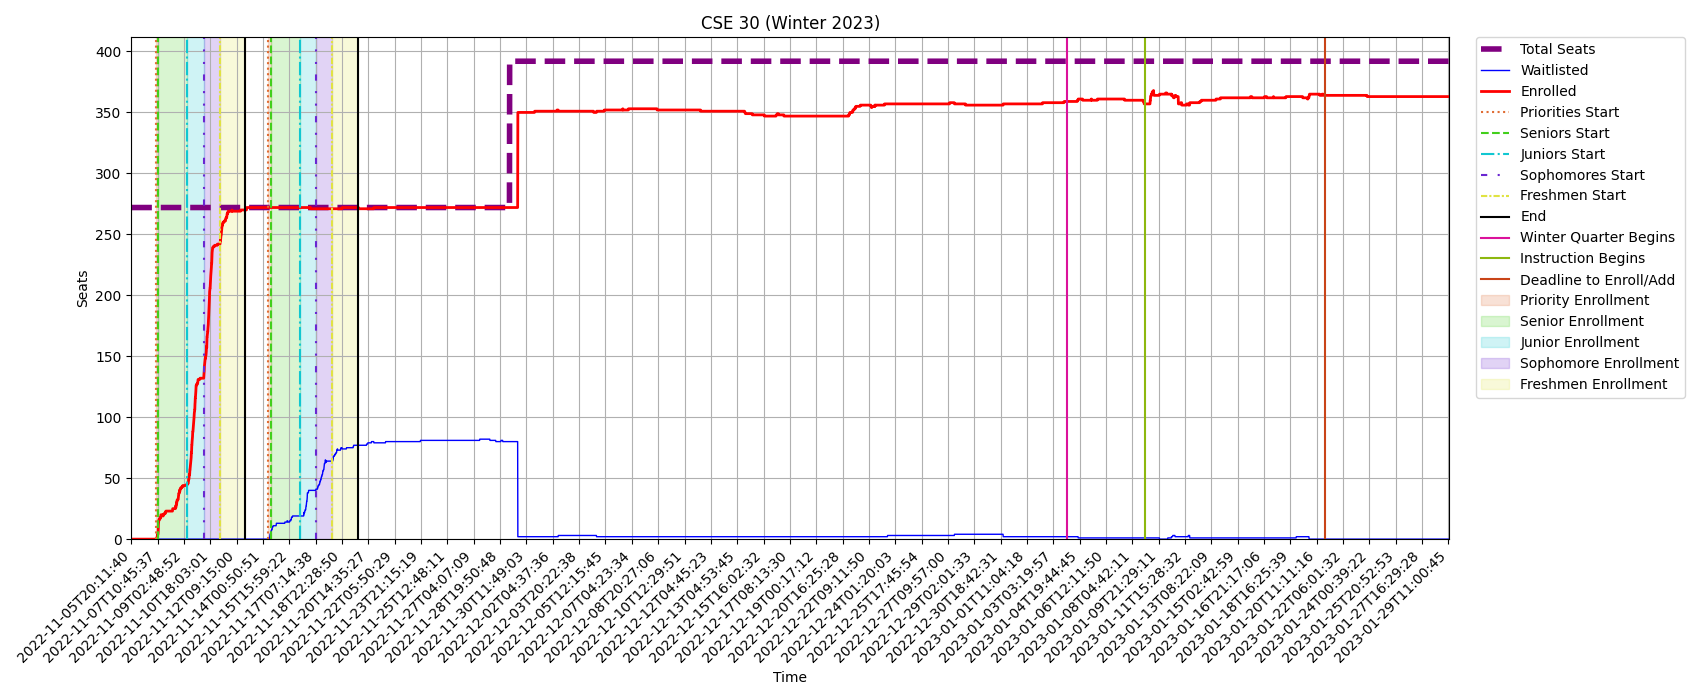 CSE 30 (Winter 2023)
400
350
300
250
200
150
100
50
0
Seats
2022-11-05T20:11:40
2022-11-07T10:45:37
2022-11-09T02:48:52
2022-11-10T18:03:01
2022-11-12T09:15:00
2022-11-14T00:50:51
2022-11-15T15:59:22
2022-11-17T07:14:38
2022-11-18T22:28:50
2022-11-20T14:35:27
2022-11-22T05:50:29
2022-11-23T21:15:19
2022-11-25T12:48:11
2022-11-27T04:07:09
2022-11-28T19:50:48
2022-11-30T11:49:03
2022-12-02T04:37:36
2022-12-03T20:22:38
2022-12-05T12:15:45
2022-12-07T04:23:34
2022-12-08T20:27:06
2022-12-10T12:29:51
2022-12-12T04:45:23
2022-12-13T04:53:45
2022-12-15T16:02:32
2022-12-17T08:13:30
2022-12-19T00:17:12
2022-12-20T16:25:28
2022-12-22T09:11:50
2022-12-24T01:20:03
2022-12-25T17:45:54
2022-12-27T09:57:00
2022-12-29T02:01:33
2022-12-30T18:42:31
2023-01-01T11:04:18
2023-01-03T03:19:57
2023-01-04T19:44:45
2023-01-06T12:11:50
2023-01-08T04:42:11
2023-01-09T21:29:11
2023-01-11T15:28:32
2023-01-13T08:22:09
2023-01-15T02:42:59
2023-01-16T21:17:06
2023-01-18T16:25:39
2023-01-20T11:11:16
2023-01-22T06:01:32
2023-01-24T00:39:22
2023-01-25T20:52:53
2023-01-27T16:29:28
2023-01-29T11:00:45
Time
Total Seats
Waitlisted
Enrolled
Priorities Start
Seniors Start
Juniors Start
Sophomores Start
Freshmen Start
End
Winter Quarter Begins
Instruction Begins
Deadline to Enroll/Add
Priority Enrollment
Senior Enrollment
Junior Enrollment
Sophomore Enrollment
Freshmen Enrollment